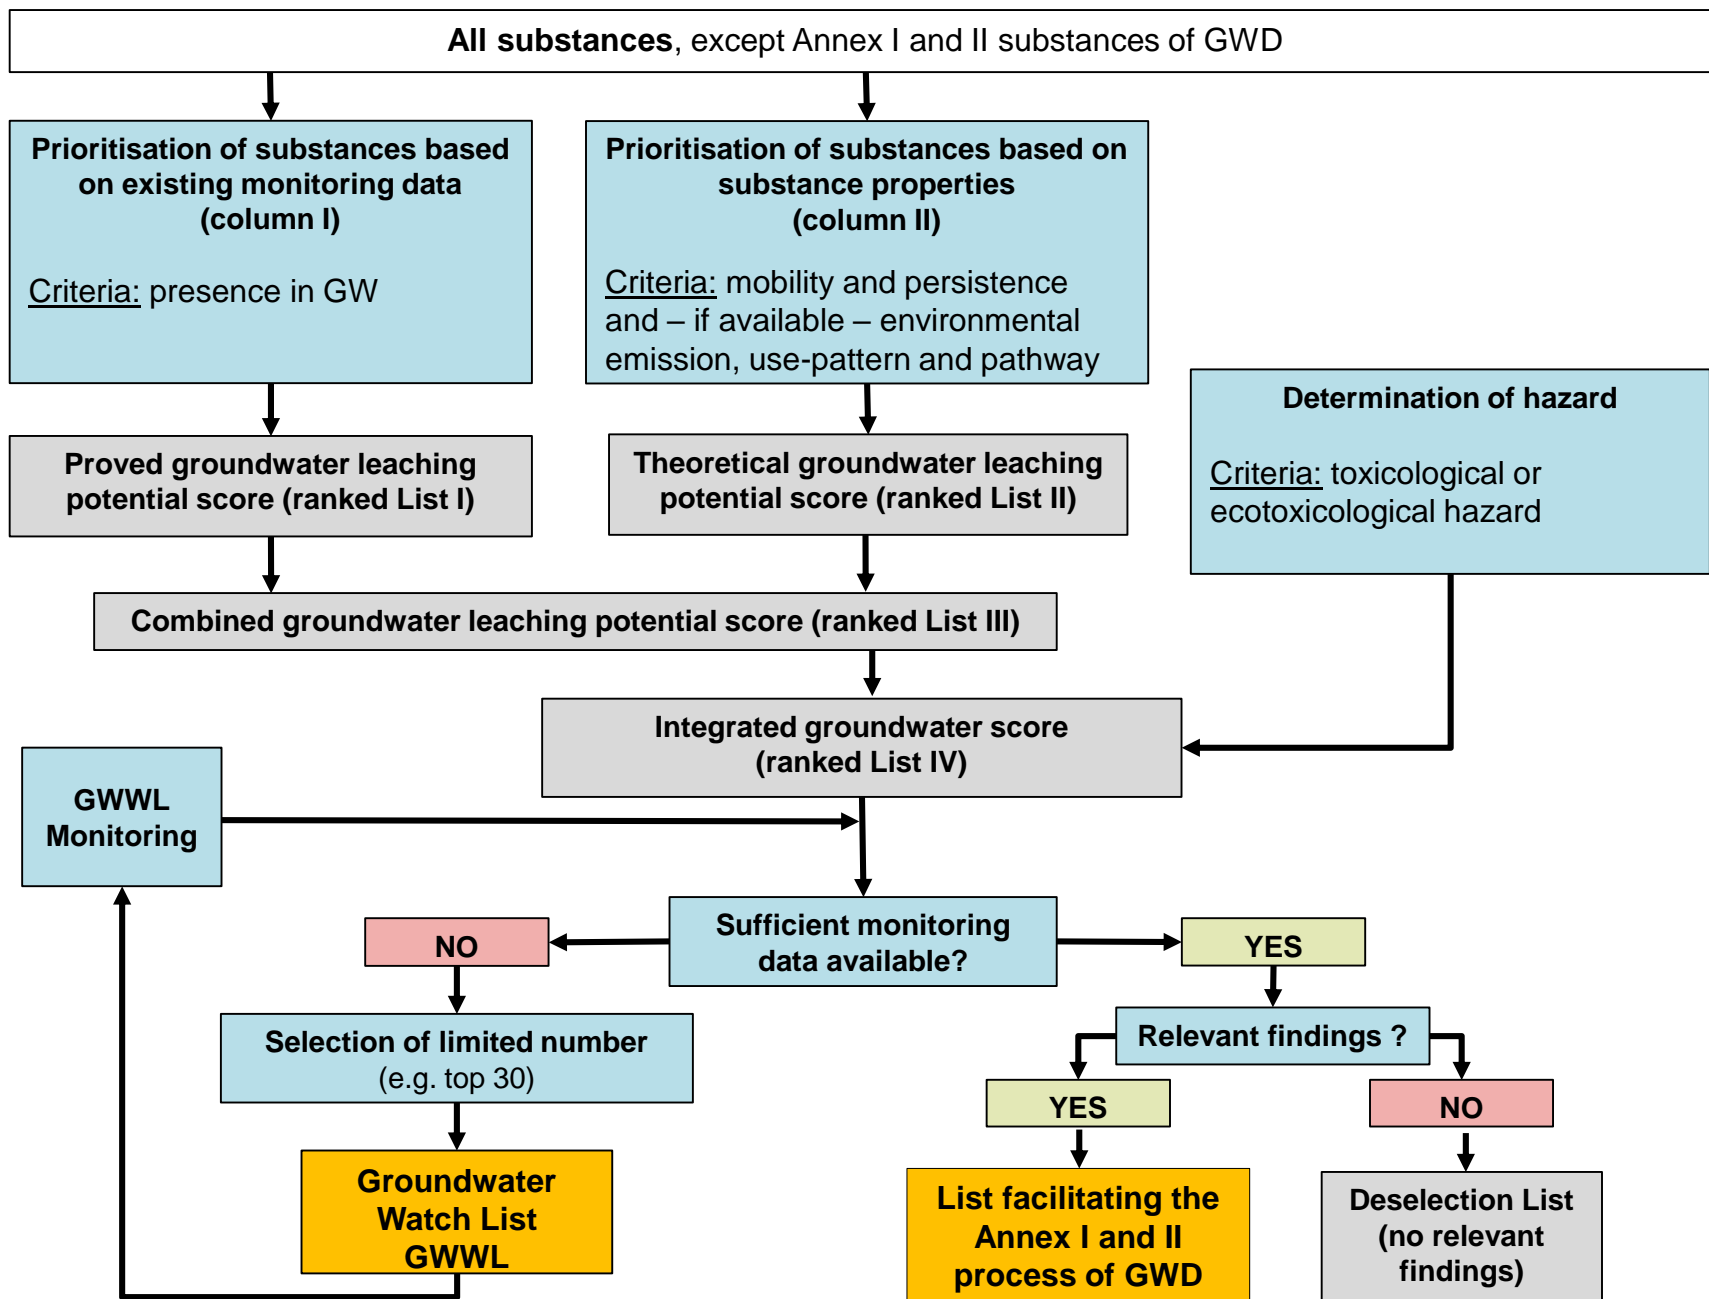 All substances, except Annex I and II substances of GWD
Prioritisation of substances based
on existing monitoring data
(column I)
Criteria: presence in GW
Prioritisation of substances based on
substance properties
(column II)
Criteria: mobility and persistence
and – if available – environmental
emission, use-pattern and pathway
Determination of hazard
Criteria: toxicological or
ecotoxicological hazard
Proved groundwater leaching
potential score (ranked List I)
Theoretical groundwater leaching
potential score (ranked List II)
Combined groundwater leaching potential score (ranked List III)
Integrated groundwater score
(ranked List IV)
GWWL
Monitoring
Sufficient monitoring
data available?
NO
YES
Selection of limited number
(e.g. top 30)
Relevant findings ?
YES
NO
Groundwater
Watch List
GWWL
List facilitating the
Annex I and II
process of GWD
Deselection List
(no relevant
findings)